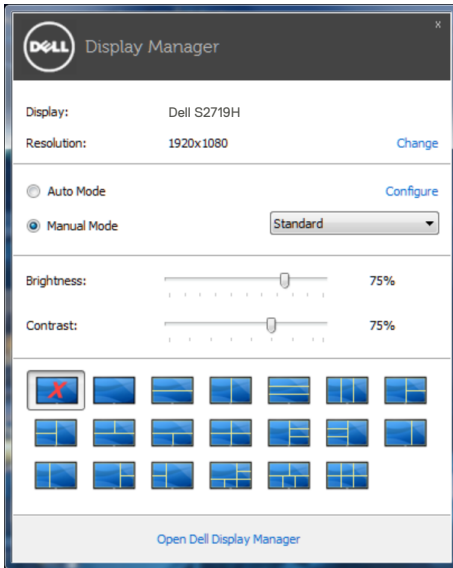 DELL Display Manager x
Display: Dell S2719H
Resolution: 1920x1080 Change
Auto Mode Configure
Manual Mode Standard
Brightness: 75%
Contrast: 75%
Open Dell Display Manager